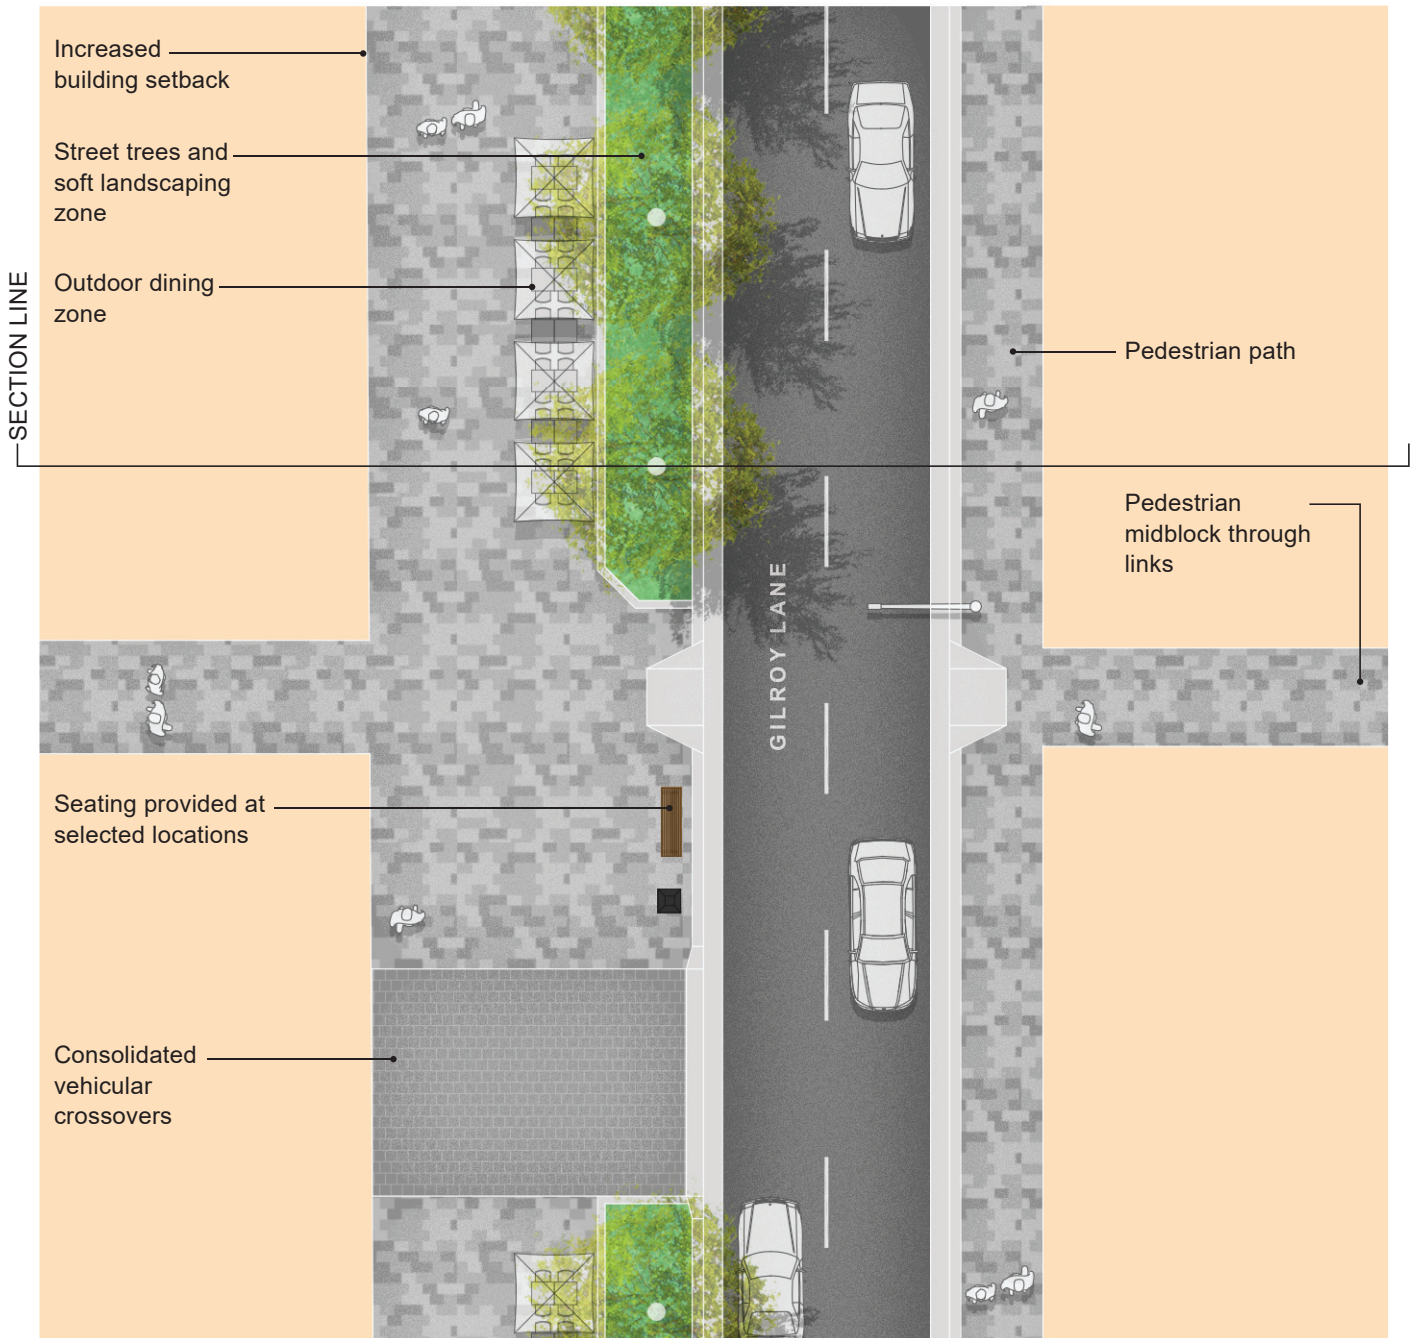 Increased
building setback
Street trees and
soft landscaping
zone
Outdoor dining
zone
SECTION LINE
Pedestrian path
Pedestrian
midblock through
links
GILROY LANE
Seating provided at
selected locations
Consolidated
vehicular
crossovers